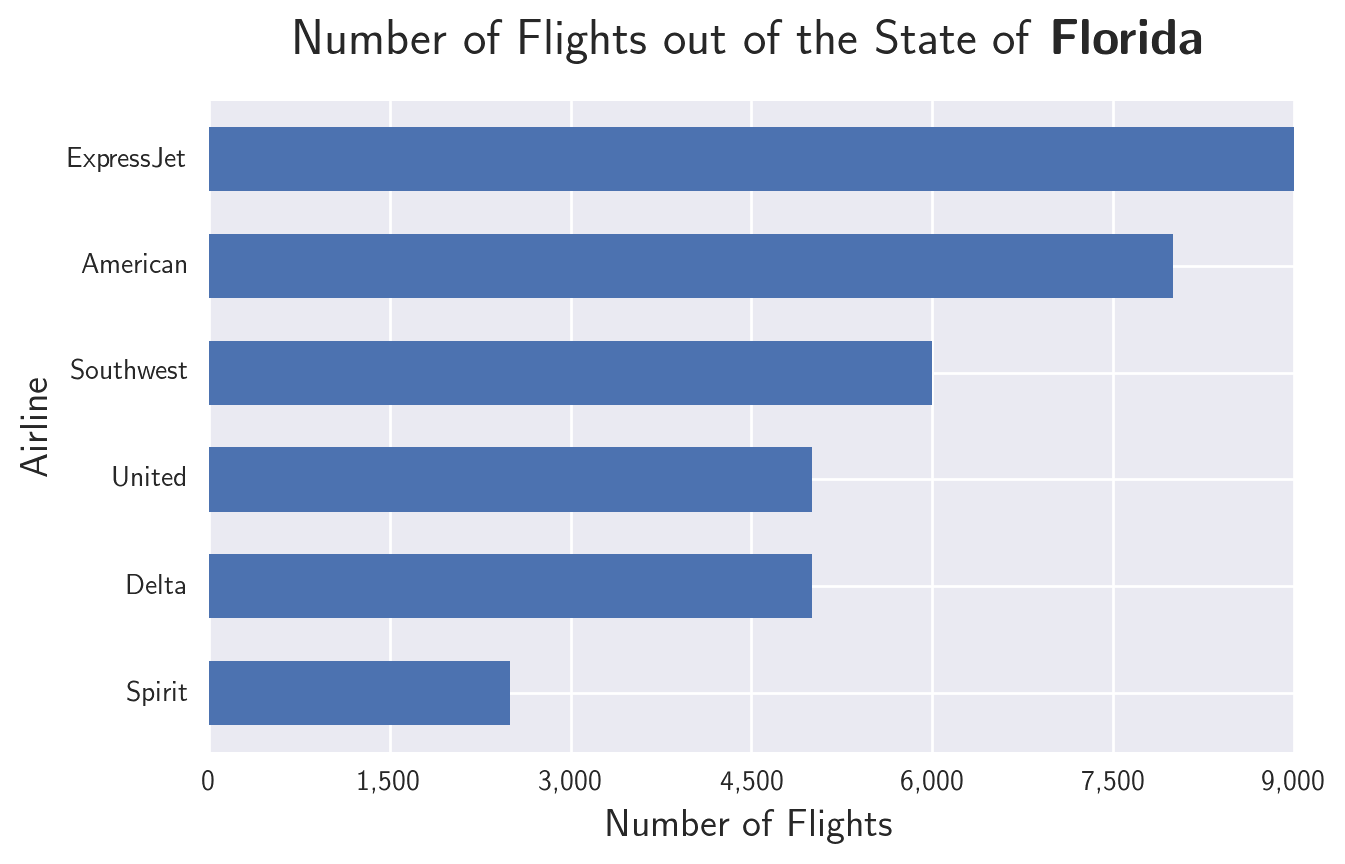 Number of Flights out of the State of Florida
ExpressJet
American
Southwest
United
Delta
Spirit
Airline
0 1,500 3,000 4,500 6,000 7,500 9,000
Number of Flights